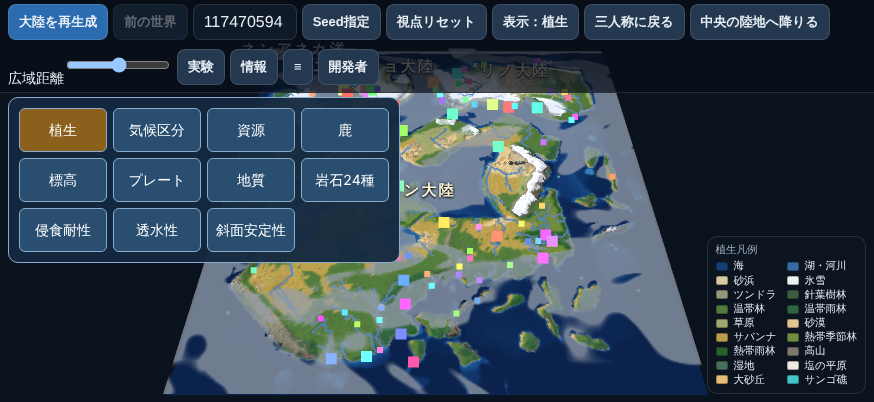 大陸を再生成
前の世界
117470594
Seed指定
視点リセット
表示：植生
三人称に戻る
中央の陸地へ降りる
広域距離
実験
情報
≡
開発者
リノ大陸
植生
気候区分
資源
鹿
標高
プレート
地質
岩石24種
ン大陸
侵食耐性
透水性
斜面安定性
植生凡例
海
湖・河川
砂浜
氷雪
ツンドラ
針葉樹林
温帯林
温帯雨林
草原
砂漠
サバンナ
熱帯季節林
熱帯雨林
高山
湿地
塩の平原
大砂丘
サンゴ礁